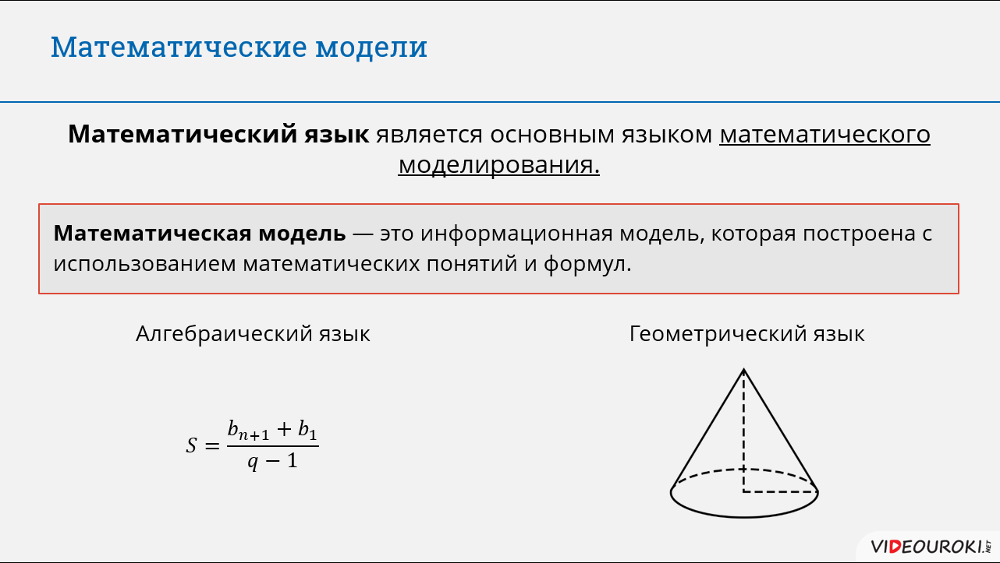 Математические модели
Математический язык является основным языком математического
моделирования.
Математическая модель — это информационная модель, которая построена с
использованием математических понятий и формул.
Алгебраический язык
Геометрический язык
S = \frac{b_{n+1} + b_1}{q - 1}
VIDEOUROKI.NET